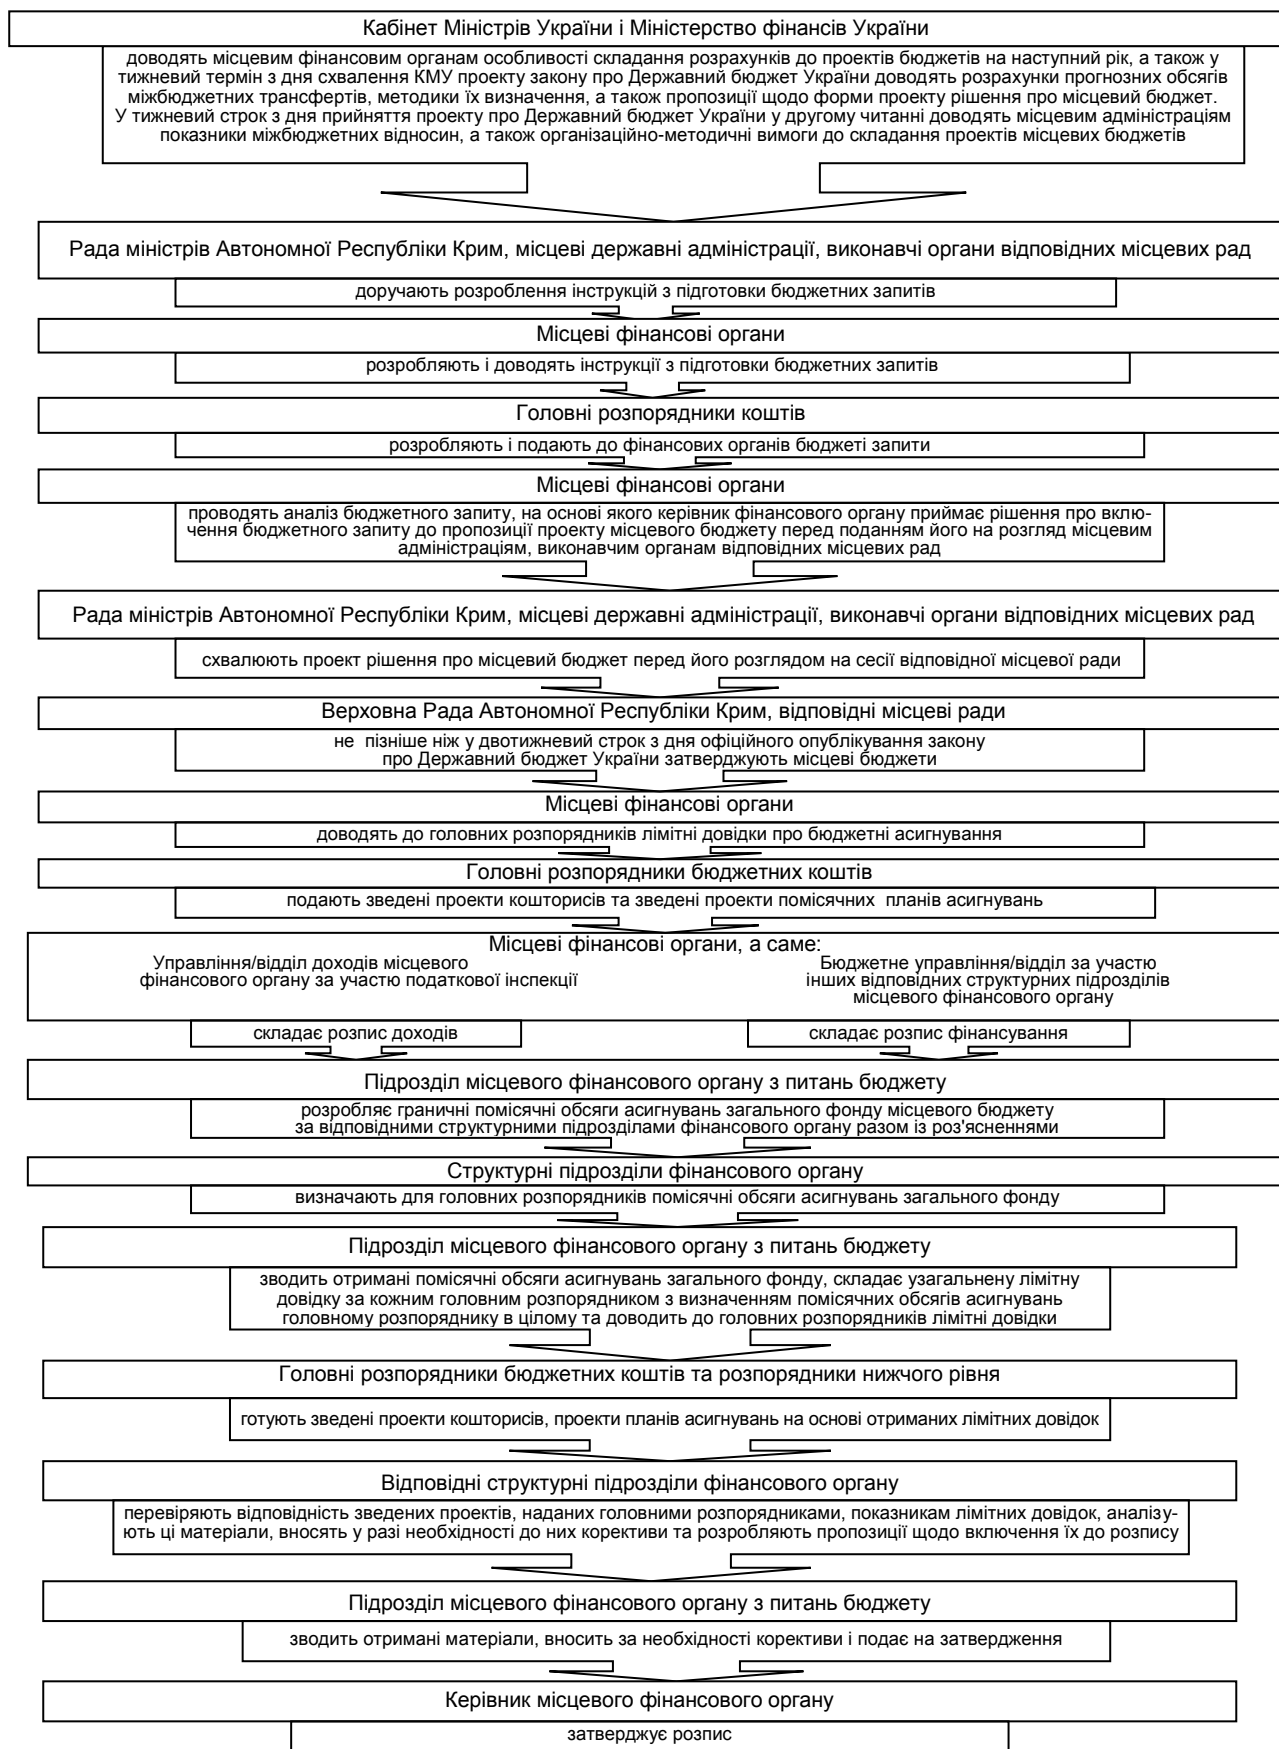 Кабінет Міністрів України і Міністерство фінансів України
доводять місцевим фінансовим органам особливості складання розрахунків до проектів бюджетів на наступний рік, а також у
тижневий термін з дня схвалення КМУ проекту закону про Державний бюджет України доводять розрахунки прогнозних обсягів
міжбюджетних трансфертів, методики їх визначення, а також пропозиції щодо форми проекту рішення про місцевий бюджет.
У тижневий строк з дня прийняття проекту про Державний бюджет України у другому читанні доводять місцевим адміністраціям
показники міжбюджетних відносин, а також організаційно-методичні вимоги до складання проектів місцевих бюджетів
Рада міністрів Автономної Республіки Крим, місцеві державні адміністрації, виконавчі органи відповідних місцевих рад
доручають розроблення інструкцій з підготовки бюджетних запитів
Місцеві фінансові органи
розробляють і доводять інструкції з підготовки бюджетних запитів
Головні розпорядники коштів
розробляють і подають до фінансових органів бюджеті запити
Місцеві фінансові органи
проводять аналіз бюджетного запиту, на основі якого керівник фінансового органу приймає рішення про вклю-
чення бюджетного запиту до пропозиції проекту місцевого бюджету перед поданням його на розгляд місцевим
адміністраціям, виконавчим органам відповідних місцевих рад
Рада міністрів Автономної Республіки Крим, місцеві державні адміністрації, виконавчі органи відповідних місцевих рад
схвалюють проект рішення про місцевий бюджет перед його розглядом на сесії відповідної місцевої ради
Верховна Рада Автономної Республіки Крим, відповідні місцеві ради
не пізніше ніж у двотижневий строк з дня офіційного опублікування закону
про Державний бюджет України затверджують місцеві бюджети
Місцеві фінансові органи
доводять до головних розпорядників лімітні довідки про бюджетні асигнування
Головні розпорядники бюджетних коштів
подають зведені проекти кошторисів та зведені проекти помісячних планів асигнувань
Місцеві фінансові органи, а саме:
Управління/відділ доходів місцевого
фінансового органу за участю податкової інспекції
Бюджетне управління/відділ за участю
інших відповідних структурних підрозділів
місцевого фінансового органу
складає розпис доходів
складає розпис фінансування
Підрозділ місцевого фінансового органу з питань бюджету
розробляє граничні помісячні обсяги асигнувань загального фонду місцевого бюджету
за відповідними структурними підрозділами фінансового органу разом із роз'ясненнями
Структурні підрозділи фінансового органу
визначають для головних розпорядників помісячні обсяги асигнувань загального фонду
Підрозділ місцевого фінансового органу з питань бюджету
зводить отримані помісячні обсяги асигнувань загального фонду, складає узагальнену лімітну
довідку за кожним головним розпорядником з визначенням помісячних обсягів асигнувань
головному розпоряднику в цілому та доводить до головних розпорядників лімітні довідки
Головні розпорядники бюджетних коштів та розпорядники нижчого рівня
готують зведені проекти кошторисів, проекти планів асигнувань на основі отриманих лімітних довідок
Відповідні структурні підрозділи фінансового органу
перевіряють відповідність зведених проектів, наданих головними розпорядниками, показникам лімітних довідок, аналізу-
ють ці матеріали, вносять у разі необхідності до них корективи та розробляють пропозиції щодо включення їх до розпису
Підрозділ місцевого фінансового органу з питань бюджету
зводить отримані матеріали, вносить за необхідності корективи і подає на затвердження
Керівник місцевого фінансового органу
затверджує розпис